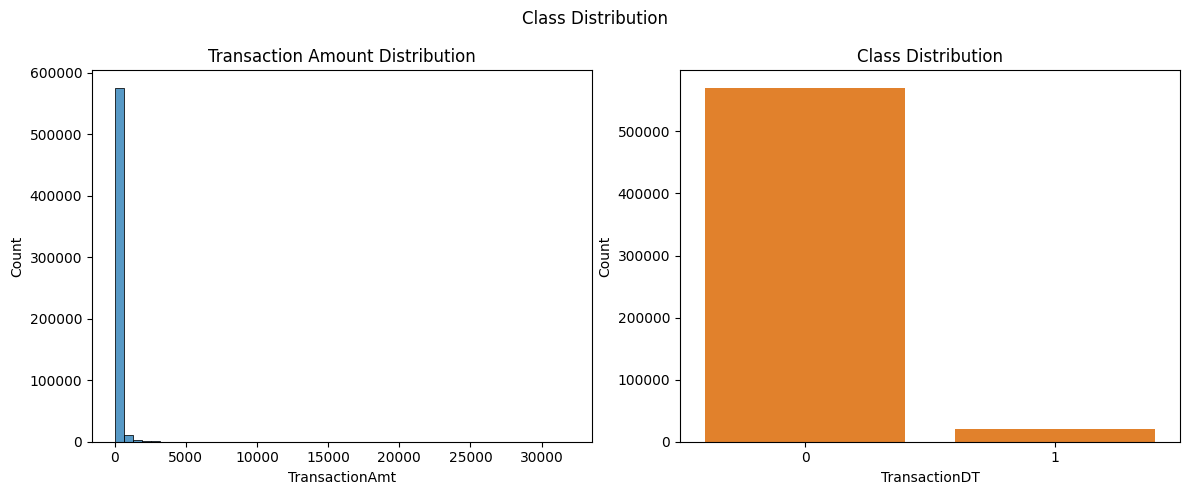 Class Distribution
Transaction Amount Distribution
Count
600000
500000
400000
300000
200000
100000
0
0 5000 10000 15000 20000 25000 30000
TransactionAmt
Class Distribution
Count
500000
400000
300000
200000
100000
0
0 1
TransactionDT